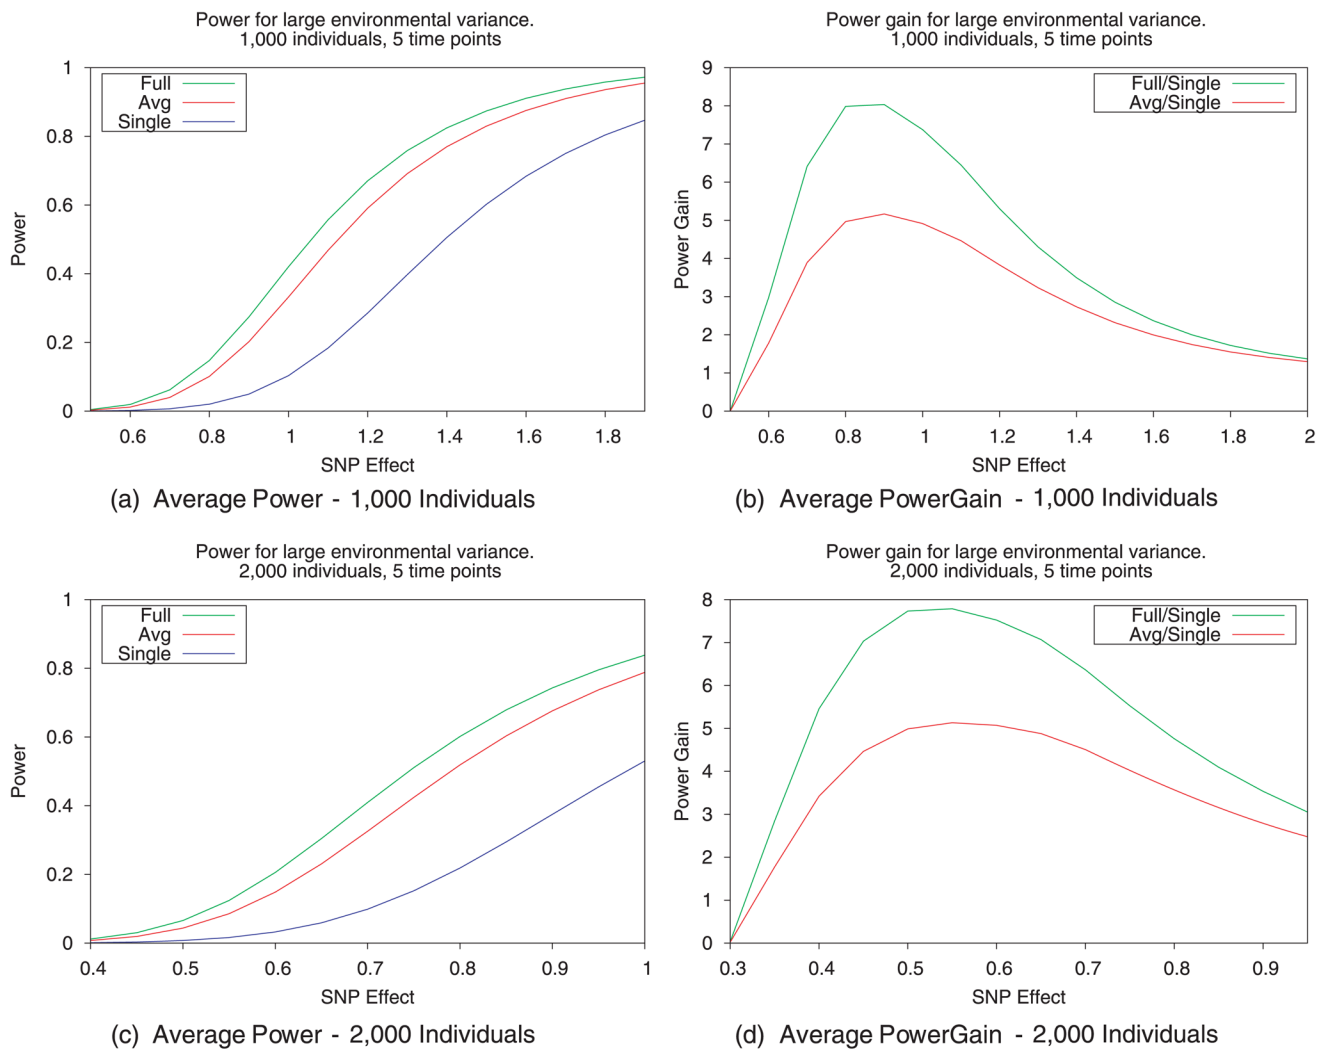 Power for large environmental variance.
1,000 individuals, 5 time points
1
0.8
0.6
0.4
0.2
0
Power
Full
Avg
Single
0.6 0.8 1 1.2 1.4 1.6 1.8
SNP Effect
(a) Average Power - 1,000 Individuals
Power gain for large environmental variance.
1,000 individuals, 5 time points
9
8
7
6
5
4
3
2
1
0
Power Gain
Full/Single
Avg/Single
0.6 0.8 1 1.2 1.4 1.6 1.8 2
SNP Effect
(b) Average PowerGain - 1,000 Individuals
Power for large environmental variance.
2,000 individuals, 5 time points
1
0.8
0.6
0.4
0.2
0
Power
Full
Avg
Single
0.4 0.5 0.6 0.7 0.8 0.9 1
SNP Effect
(c) Average Power - 2,000 Individuals
Power gain for large environmental variance.
2,000 individuals, 5 time points
8
7
6
5
4
3
2
1
0
Power Gain
Full/Single
Avg/Single
0.3 0.4 0.5 0.6 0.7 0.8 0.9
SNP Effect
(d) Average PowerGain - 2,000 Individuals